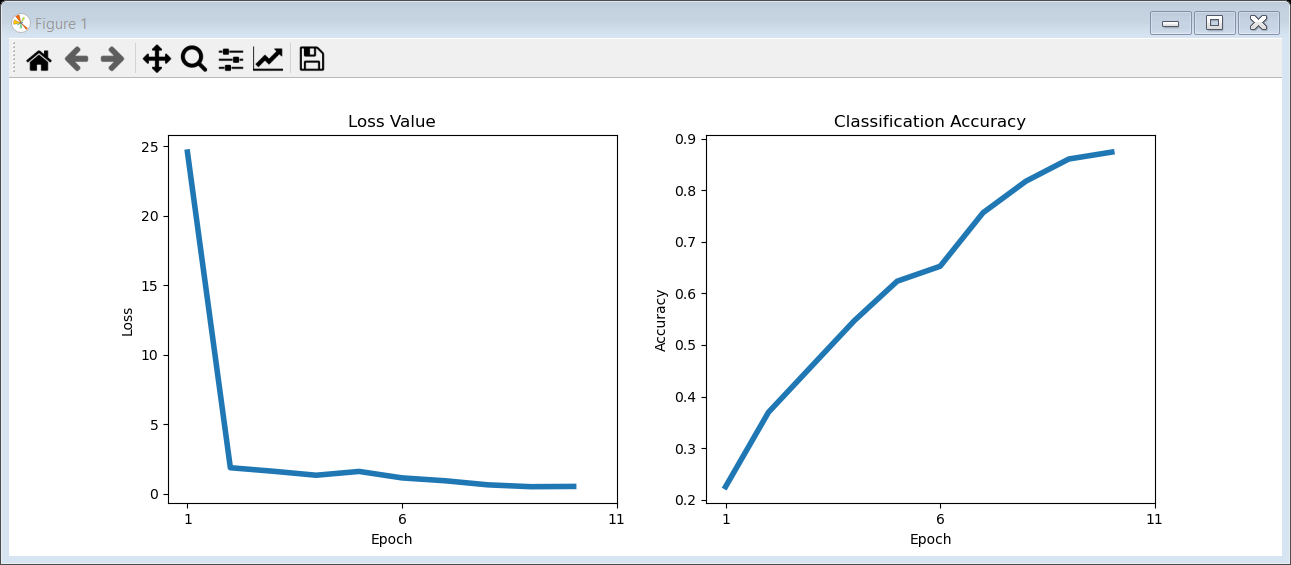 Figure 1
Loss Value
25
20
15
10
5
0
Loss
1 6 11
Epoch
Classification Accuracy
0.9
0.8
0.7
0.6
0.5
0.4
0.3
0.2
Accuracy
1 6 11
Epoch